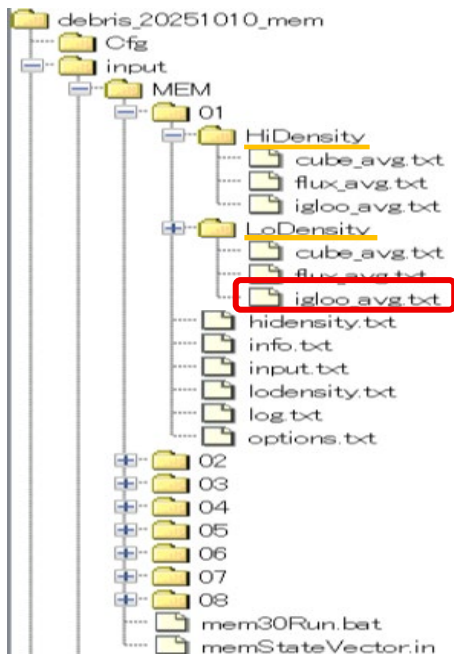 debris_20251010_mem
Cfg
input
MEM
01
HiDensity
cube_avg.txt
flux_avg.txt
igloo_avg.txt
LoDensity
cube_avg.txt
flux_avg.txt
igloo_avg.txt
hidensity.txt
info.txt
input.txt
lodensity.txt
log.txt
options.txt
02
03
04
05
06
07
08
mem30Run.bat
memStateVector.in